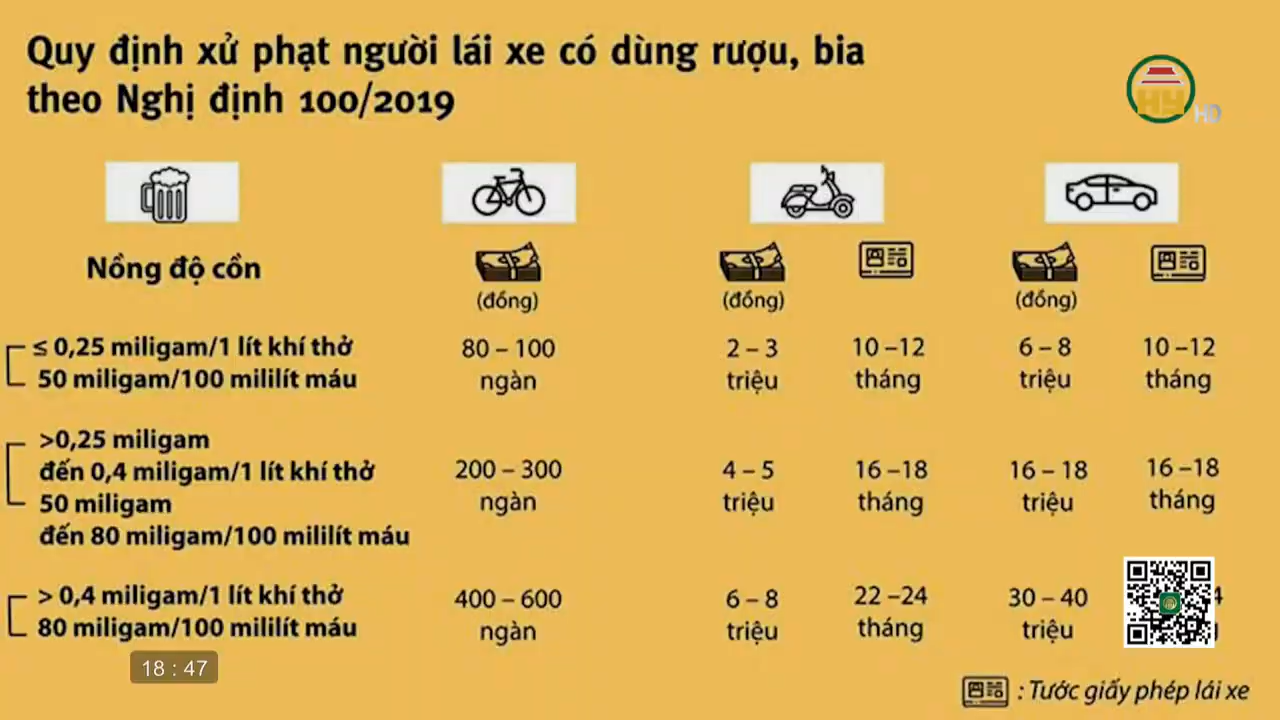 Quy định xử phạt người lái xe có dùng rượu, bia
theo Nghị định 100/2019
HY
HD
Nồng độ cồn
(đồng)
(đồng)
(đồng)
≤ 0,25 miligam/1 lít khí thở
50 miligam/100 mililít máu
80 – 100
ngàn
2 – 3
triệu
10 –12
tháng
6 – 8
triệu
10 –12
tháng
>0,25 miligam
đến 0,4 miligam/1 lít khí thở
50 miligam
đến 80 miligam/100 mililít máu
200 – 300
ngàn
4 – 5
triệu
16 –18
tháng
16 – 18
triệu
16 –18
tháng
> 0,4 miligam/1 lít khí thở
80 miligam/100 mililít máu
400 – 600
ngàn
6 – 8
triệu
22 –24
tháng
30 – 40
triệu
18 : 47
: Tước giấy phép lái xe